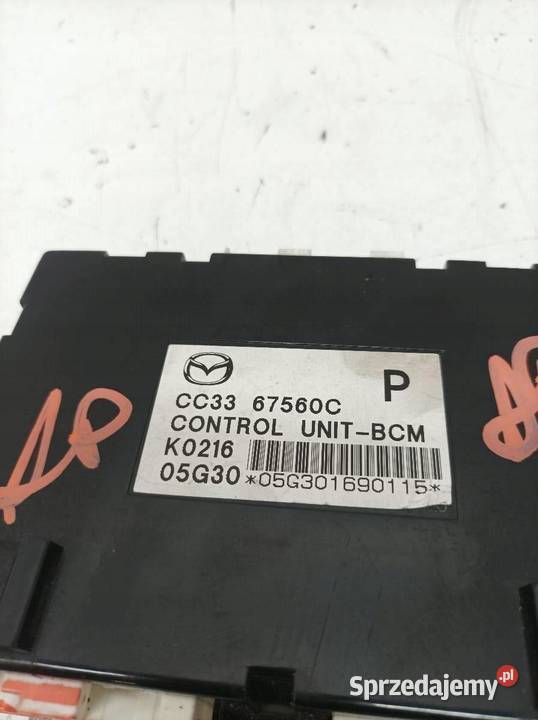 P
CC33 67560C
CONTROL UNIT-BCM
K0216
05G30 *05G301690115*
Sprzedajemy.pl